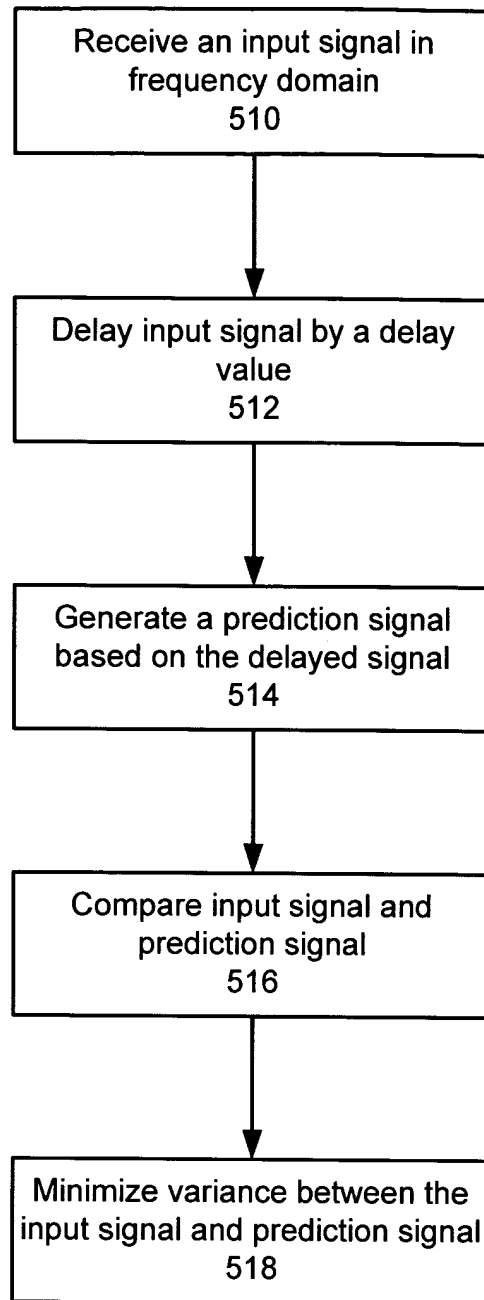 Receive an input signal in
frequency domain
510
Delay input signal by a delay
value
512
Generate a prediction signal
based on the delayed signal
514
Compare input signal and
prediction signal
516
Minimize variance between the
input signal and prediction signal
518